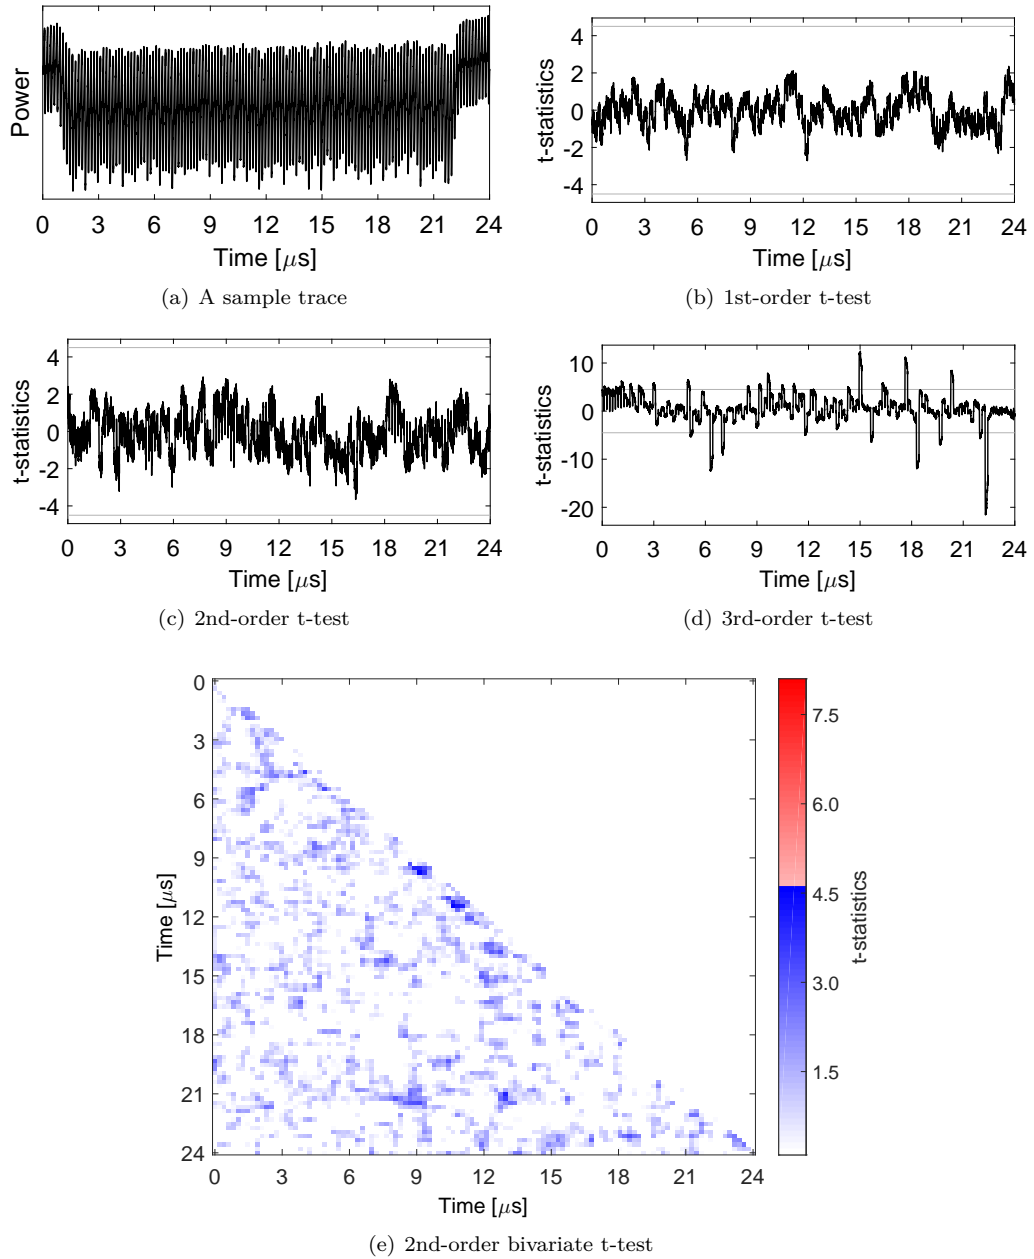 Power
0 3 6 9 12 15 18 21 24
Time [μs]
(a) A sample trace
t-statistics
4
2
0
-2
-4
0 3 6 9 12 15 18 21 24
Time [μs]
(b) 1st-order t-test
t-statistics
4
2
0
-2
-4
0 3 6 9 12 15 18 21 24
Time [μs]
(c) 2nd-order t-test
t-statistics
10
0
-10
-20
0 3 6 9 12 15 18 21 24
Time [μs]
(d) 3rd-order t-test
Time [μs]
0
3
6
9
12
15
18
21
24
0 3 6 9 12 15 18 21 24
Time [μs]
7.5
6.0
4.5
3.0
1.5
t-statistics
(e) 2nd-order bivariate t-test